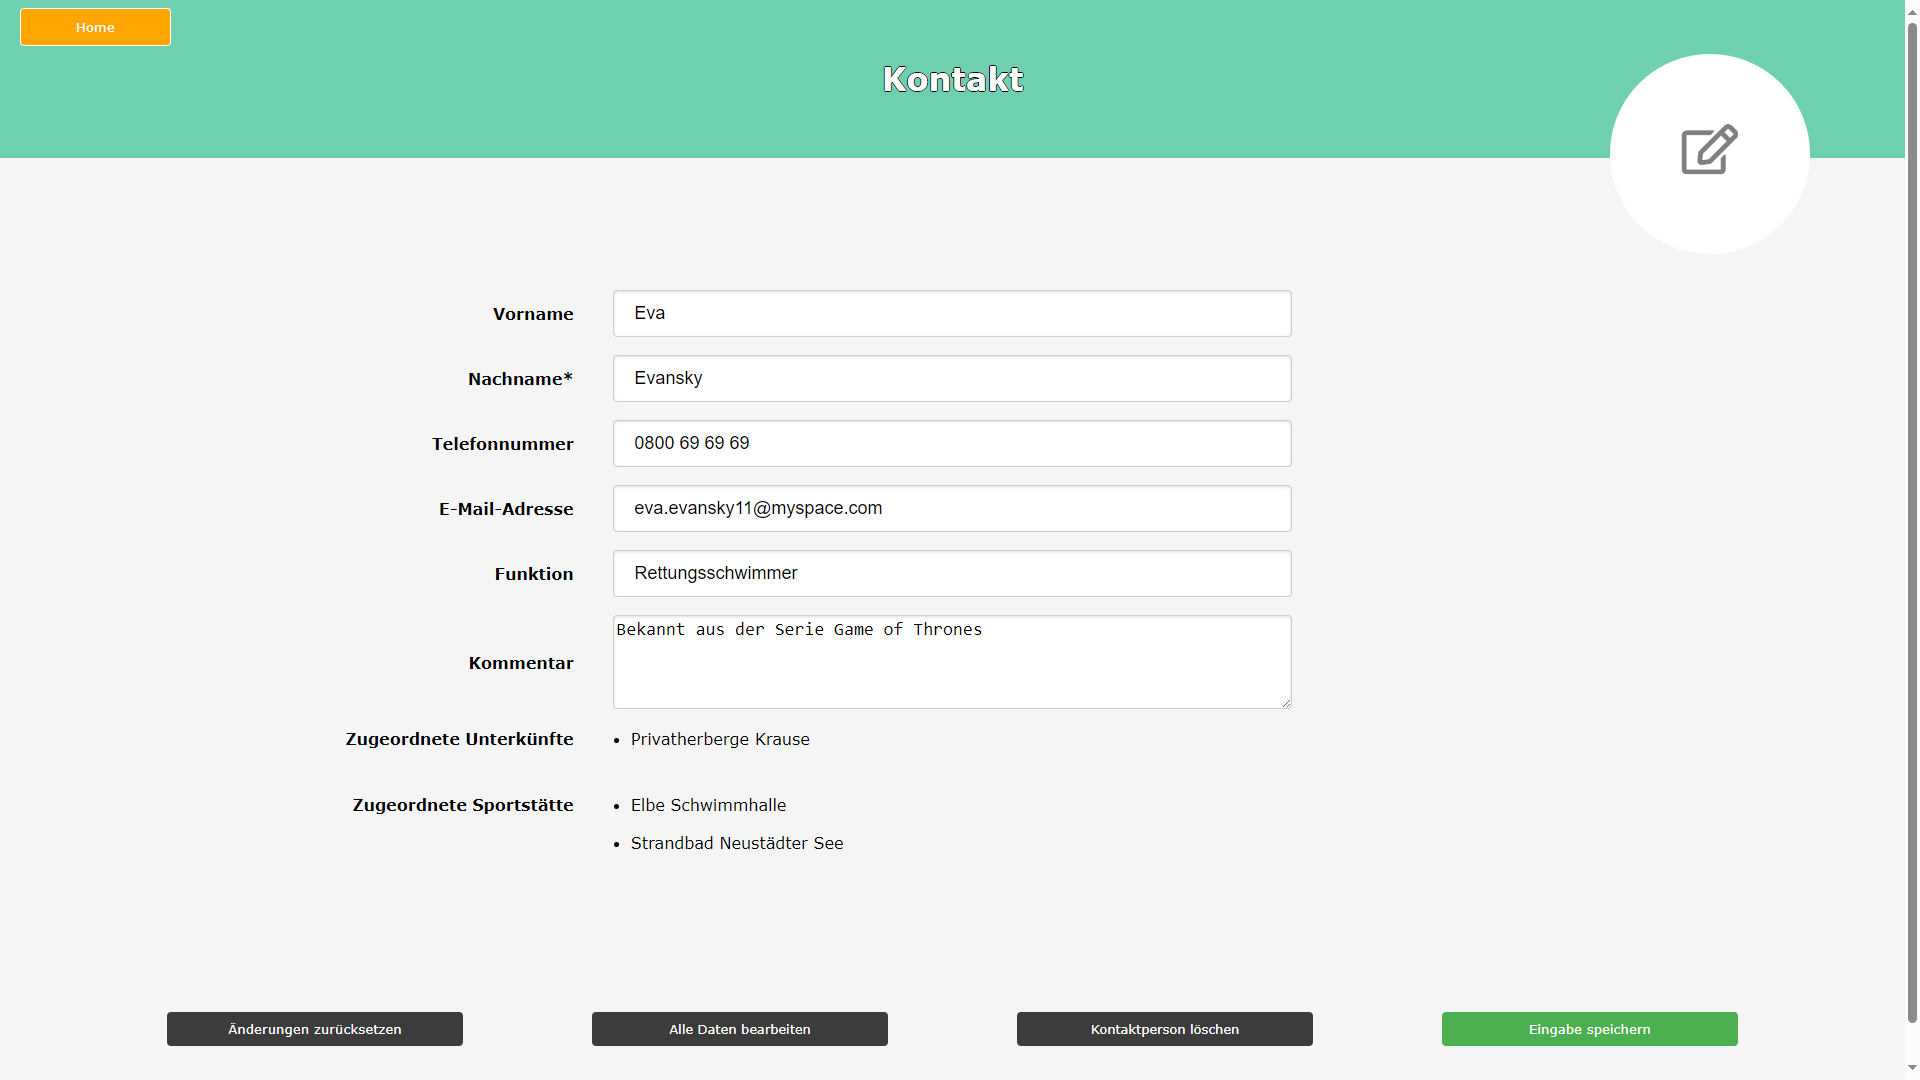 Home
Kontakt
Vorname
Eva
Nachname*
Evansky
Telefonnummer
0800 69 69 69
E-Mail-Adresse
eva.evansky11@myspace.com
Funktion
Rettungsschwimmer
Kommentar
Bekannt aus der Serie Game of Thrones
Zugeordnete Unterkünfte
• Privatherberge Krause
Zugeordnete Sportstätte
• Elbe Schwimmhalle
• Strandbad Neustädter See
Änderungen zurücksetzen
Alle Daten bearbeiten
Kontaktperson löschen
Eingabe speichern